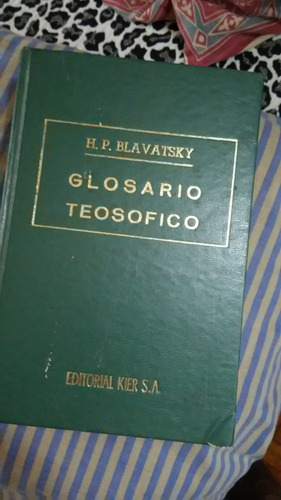 H. P. BLAVATSKY
GLOSARIO
TEOSOFICO
EDITORIAL KIER S.A.